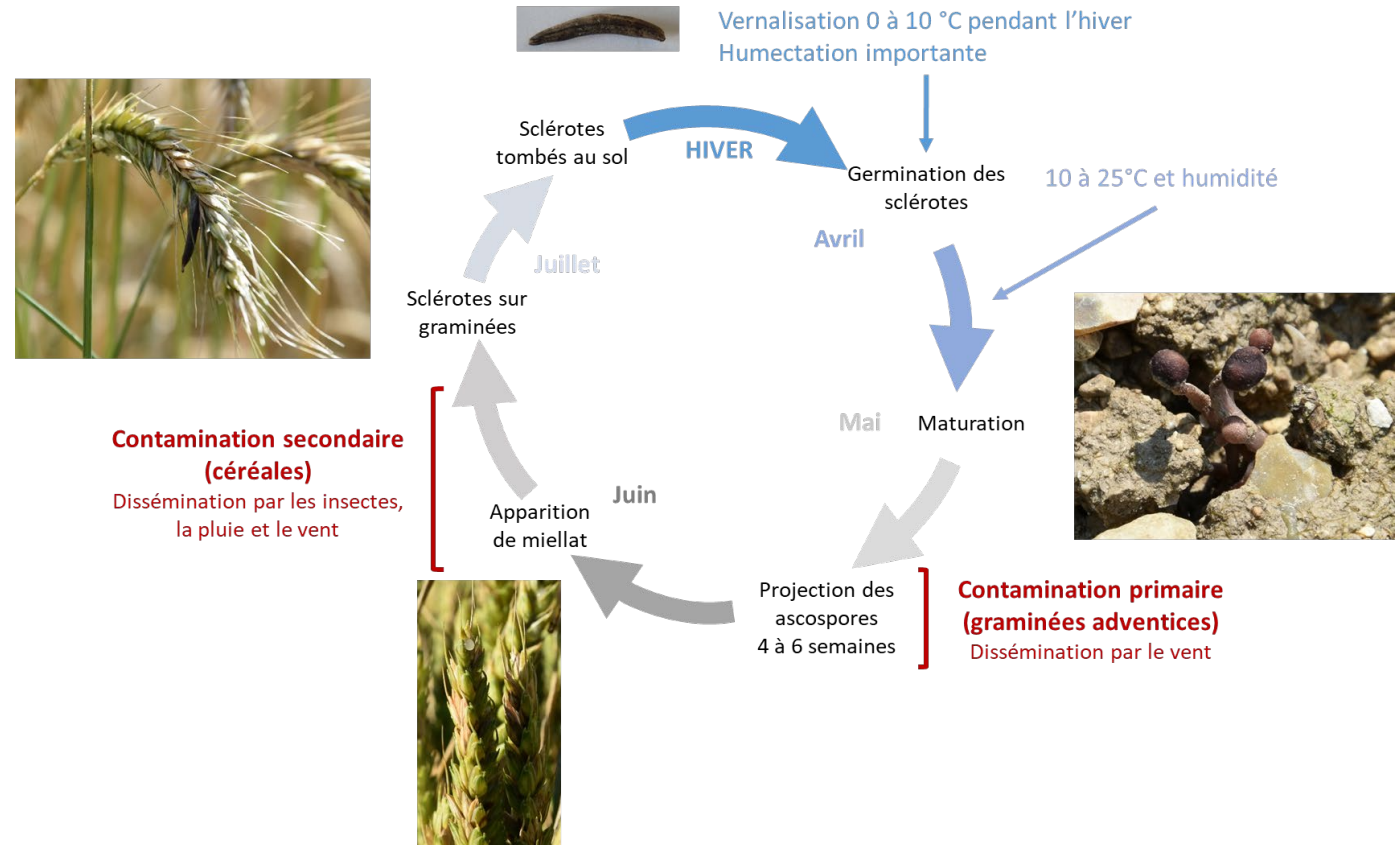 Vernalisation 0 à 10 °C pendant l’hiver
Humectation importante
Sclérotes
tombés au sol
HIVER
Germination des
sclérotes
10 à 25°C et humidité
Avril
Juillet
Sclérotes sur
graminées
Mai
Maturation
Contamination secondaire
(céréales)
Dissémination par les insectes,
la pluie et le vent
Juin
Apparition
de miellat
Projection des
ascospores
4 à 6 semaines
Contamination primaire
(graminées adventices)
Dissémination par le vent